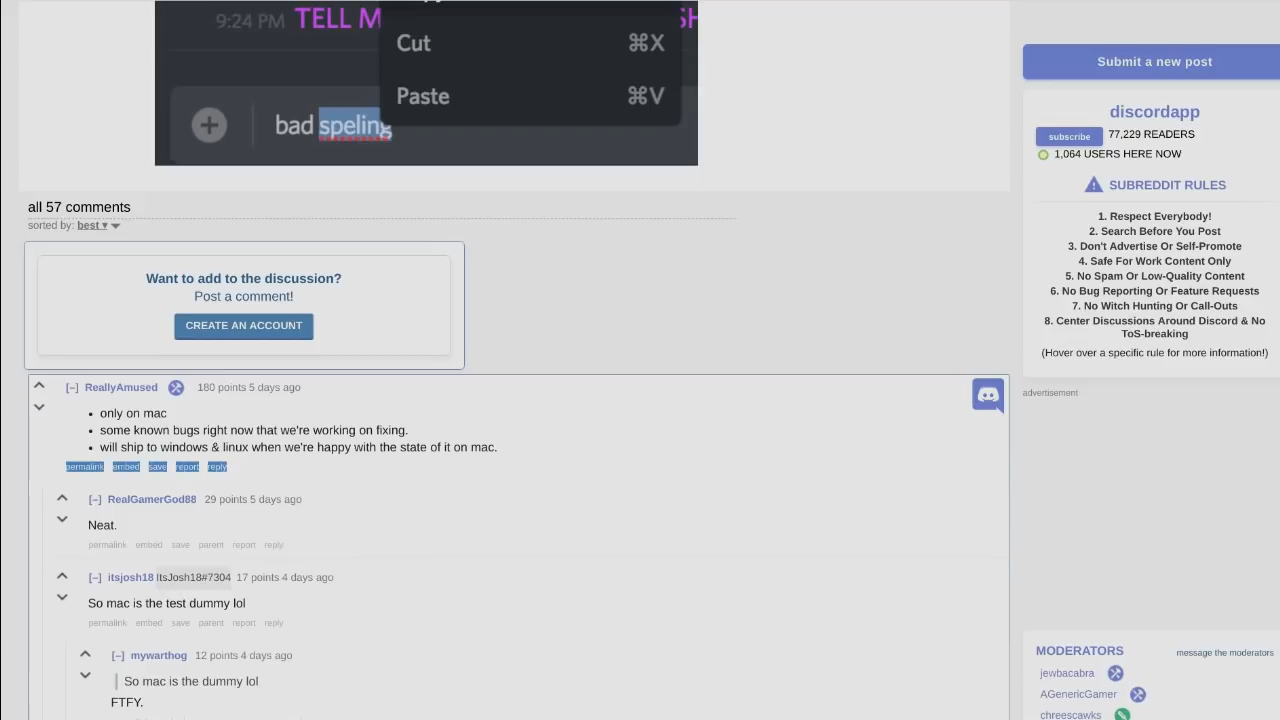 9:24 PM TELL M
Cut ⌘X
Paste ⌘V
bad speling
all 57 comments
sorted by: best ▾
Want to add to the discussion?
Post a comment!
CREATE AN ACCOUNT
[–] ReallyAmused 180 points 5 days ago
• only on mac
• some known bugs right now that we're working on fixing.
• will ship to windows & linux when we're happy with the state of it on mac.
permalink embed save report reply
[–] RealGamerGod88 29 points 5 days ago
Neat.
permalink embed save parent report reply
[–] itsjosh18 ItsJosh18#7304 17 points 4 days ago
So mac is the test dummy lol
permalink embed save parent report reply
[–] mywarthog 12 points 4 days ago
So mac is the dummy lol
FTFY.
Submit a new post
discordapp
subscribe 77,229 READERS
1,064 USERS HERE NOW
SUBREDDIT RULES
1. Respect Everybody!
2. Search Before You Post
3. Don't Advertise Or Self-Promote
4. Safe For Work Content Only
5. No Spam Or Low-Quality Content
6. No Bug Reporting Or Feature Requests
7. No Witch Hunting Or Call-Outs
8. Center Discussions Around Discord & No
ToS-breaking
(Hover over a specific rule for more information!)
advertisement
MODERATORS message the moderators
jewbacabra
AGenericGamer
chreescawks